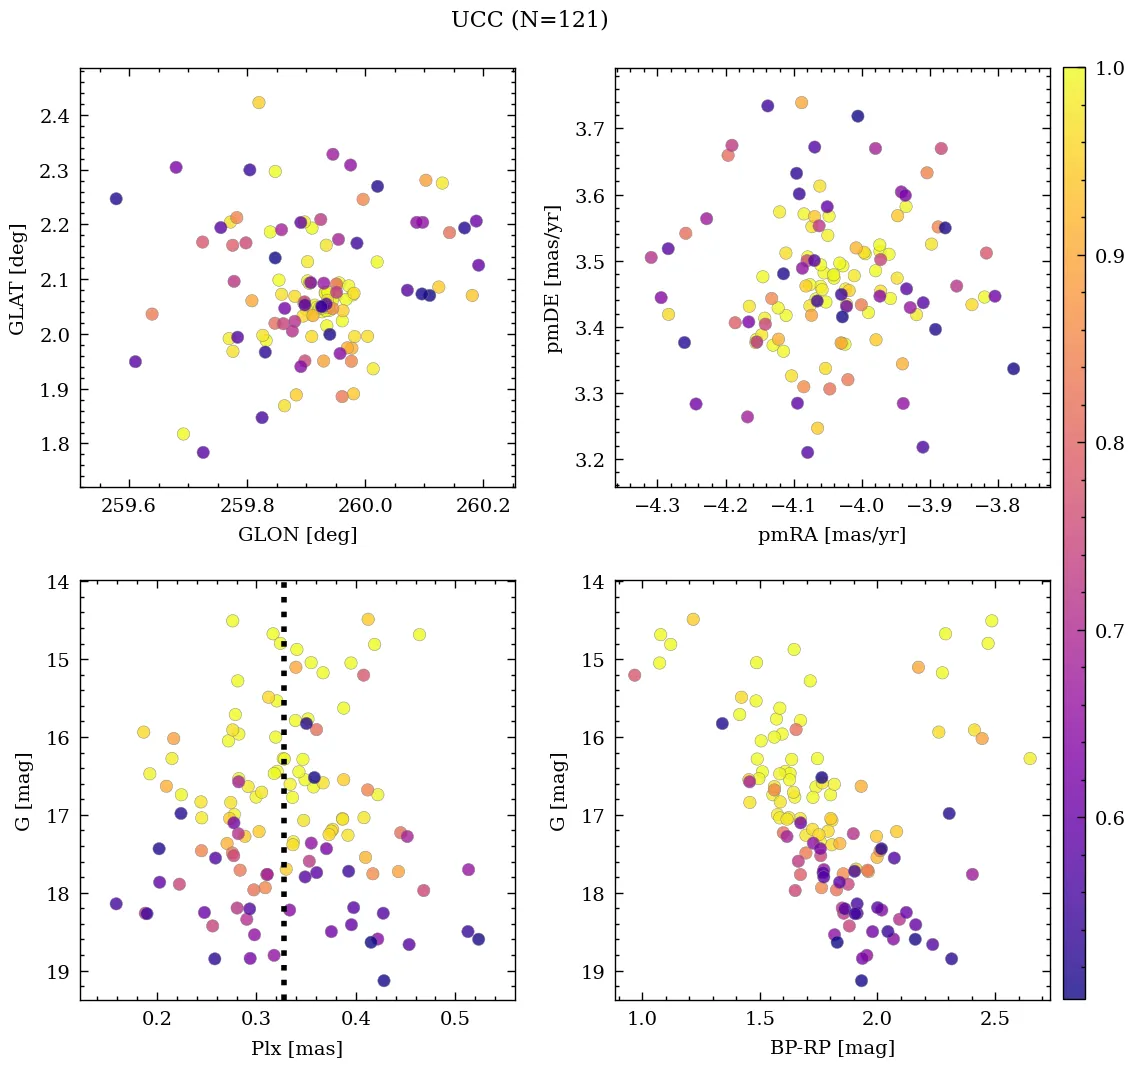 UCC (N=121)
2.4
2.3
2.2
2.1
2.0
1.9
1.8
GLAT [deg]
259.6 259.8 260.0 260.2
GLON [deg]
3.7
3.6
3.5
3.4
3.3
3.2
pmDE [mas/yr]
−4.3 −4.2 −4.1 −4.0 −3.9 −3.8
pmRA [mas/yr]
1.0
0.9
0.8
0.7
0.6
14
15
16
17
18
19
G [mag]
0.2 0.3 0.4 0.5
Plx [mas]
14
15
16
17
18
19
G [mag]
1.0 1.5 2.0 2.5
BP-RP [mag]